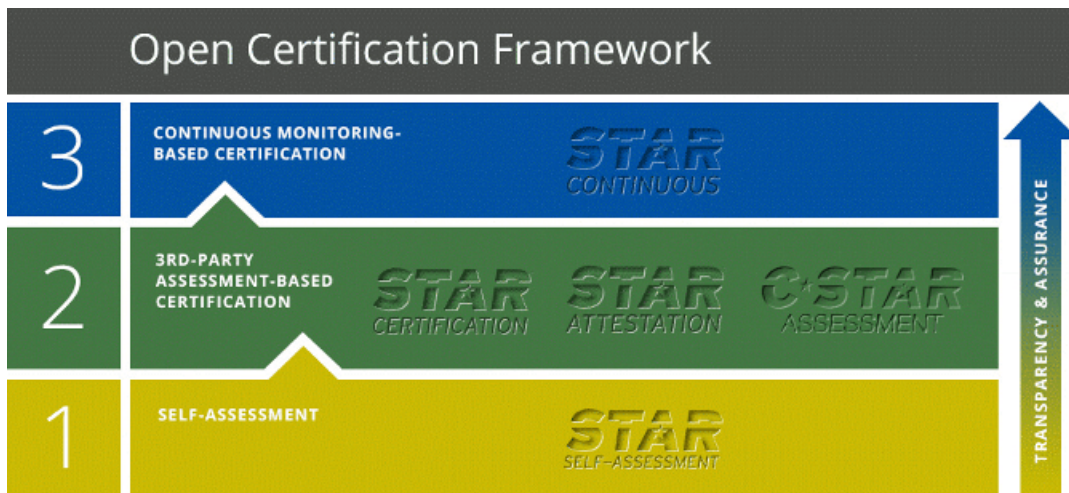 Open Certification Framework
3
CONTINUOUS MONITORING-
BASED CERTIFICATION
STAR
CONTINUOUS
2
3RD-PARTY
ASSESSMENT-BASED
CERTIFICATION
STAR
CERTIFICATION
STAR
ATTESTATION
C*STAR
ASSESSMENT
1
SELF-ASSESSMENT
STAR
SELF-ASSESSMENT
TRANSPARENCY & ASSURANCE